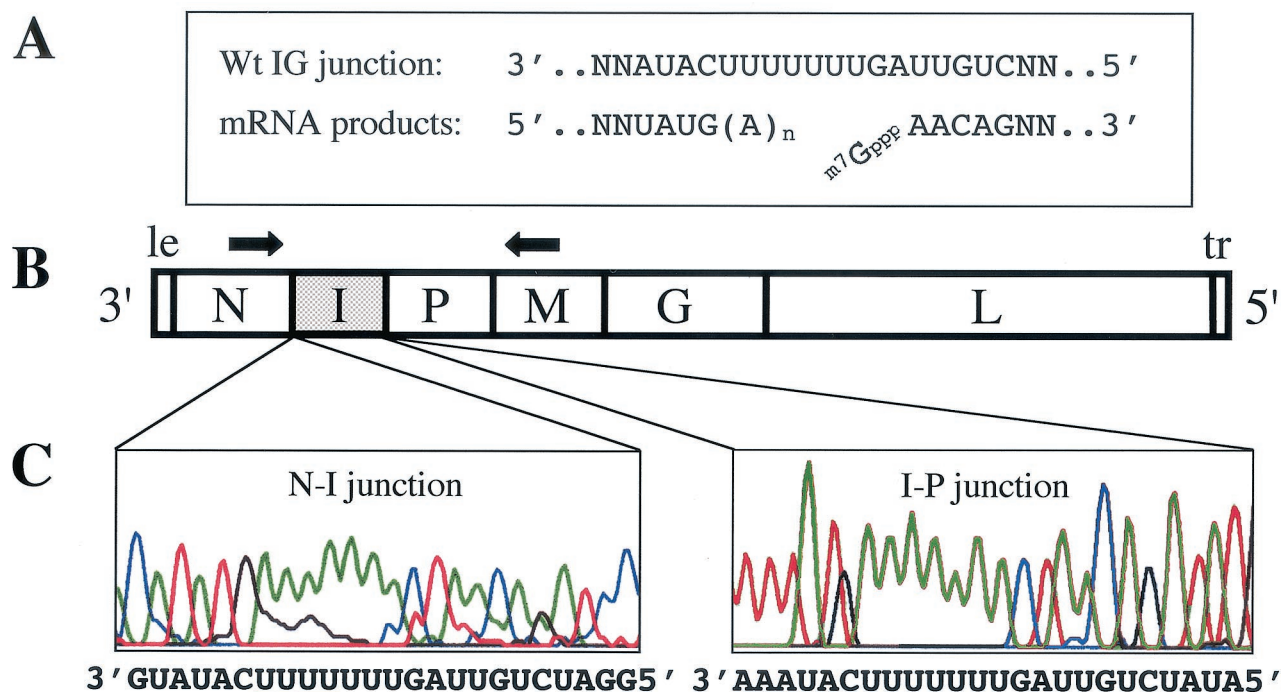 A
Wt IG junction: 3'..NNAUACUUUUUUUGAUUGUCNN..5'
mRNA products: 5'..NNUAUG(A)n m7Gppp AACAGNN..3'
B
le tr
3' N I P M G L 5'
C
N-I junction I-P junction
3'GUAUACUUUUUUUGAUUGUCUAGG5' 3'AAAUACUUUUUUUGAUUGUCUAUA5'